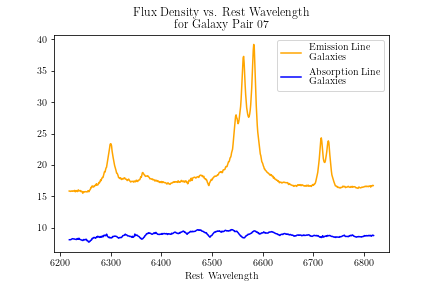 Flux Density vs. Rest Wavelength
for Galaxy Pair 07
Emission Line
Galaxies
Absorption Line
Galaxies
40
35
30
25
20
15
10
6200 6300 6400 6500 6600 6700 6800
Rest Wavelength